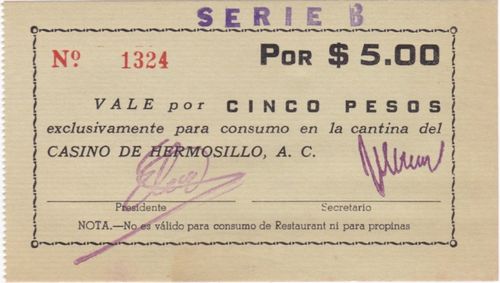 SERIE B
Nº 1324 POR $ 5.00
VALE por CINCO PESOS
exclusivamente para consumo en la cantina del
CASINO DE HERMOSILLO, A. C.
Presidente Secretario
NOTA.—No es válido para consumo de Restaurant ni para propinas